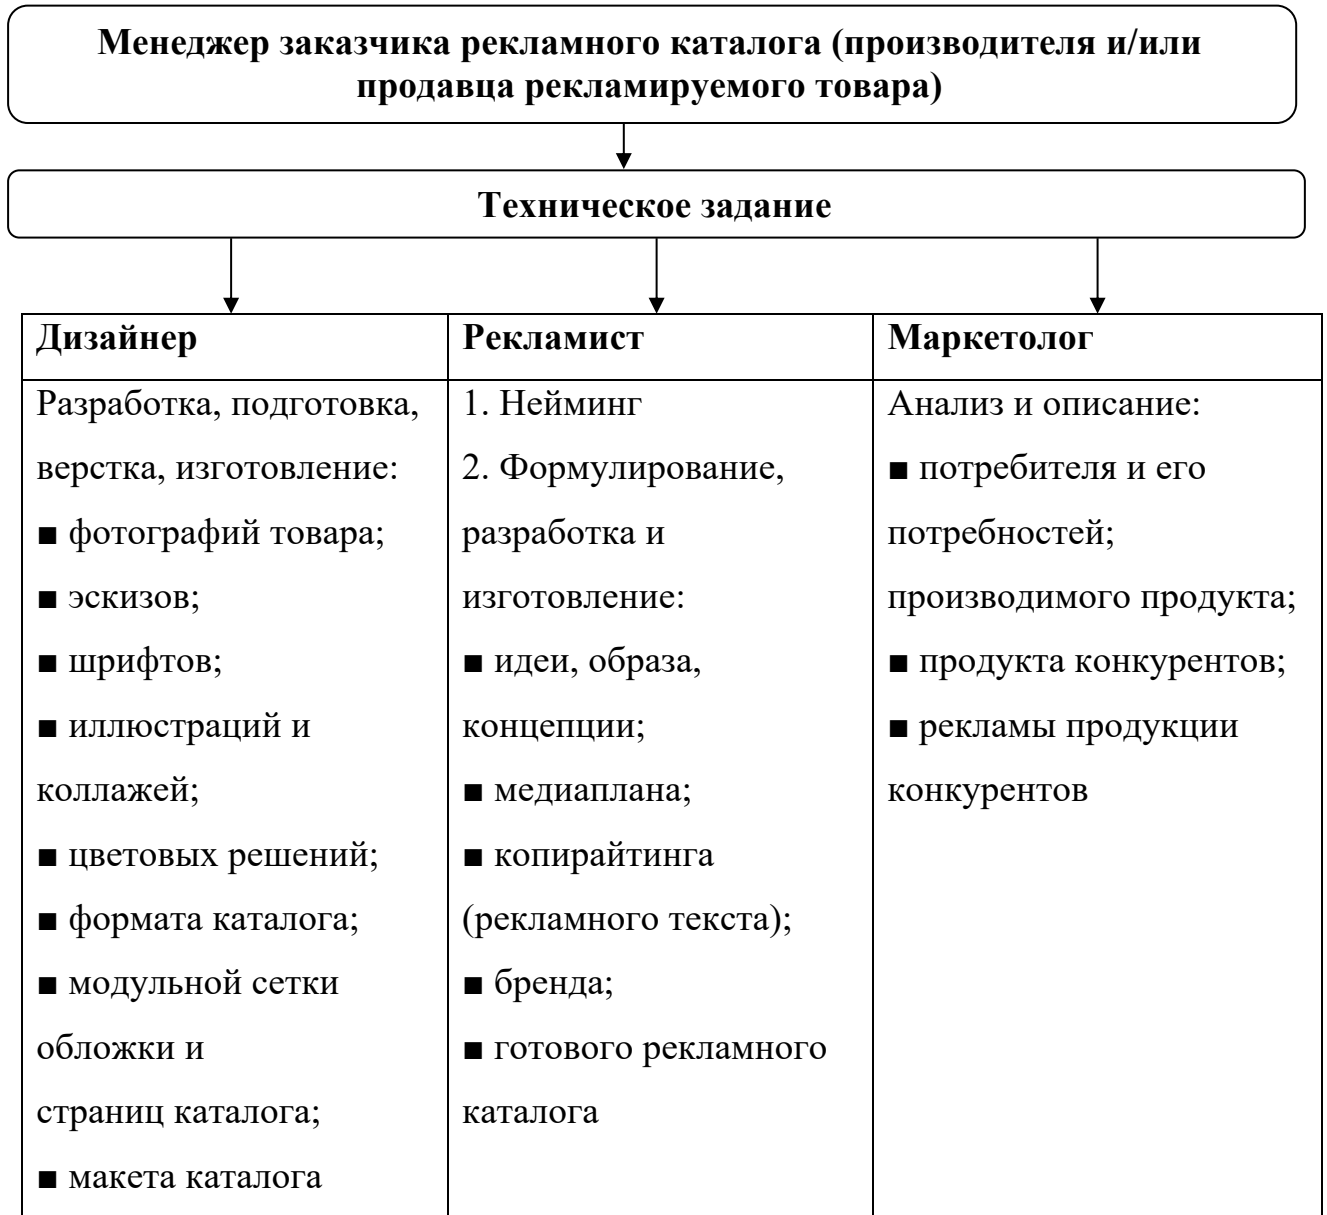 Менеджер заказчика рекламного каталога (производителя и/или
продавца рекламируемого товара)
Техническое задание
Дизайнер
Разработка, подготовка,
верстка, изготовление:
■ фотографий товара;
■ эскизов;
■ шрифтов;
■ иллюстраций и
коллажей;
■ цветовых решений;
■ формата каталога;
■ модульной сетки
обложки и
страниц каталога;
■ макета каталога
Рекламист
1. Нейминг
2. Формулирование,
разработка и
изготовление:
■ идеи, образа,
концепции;
■ медиаплана;
■ копирайтинга
(рекламного текста);
■ бренда;
■ готового рекламного
каталога
Маркетолог
Анализ и описание:
■ потребителя и его
потребностей;
производимого продукта;
■ продукта конкурентов;
■ рекламы продукции
конкурентов